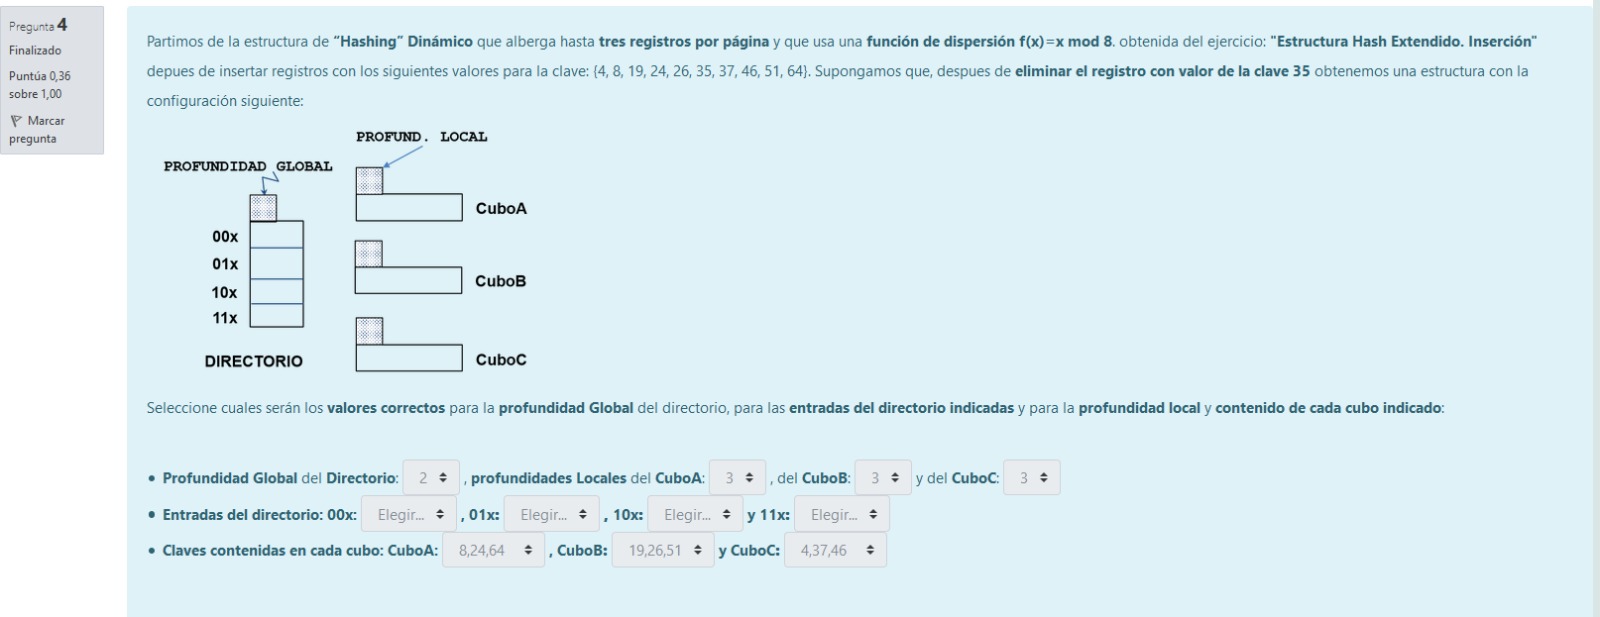 Pregunta 4
Finalizado
Puntúa 0,36
sobre 1,00
Marcar
pregunta
Partimos de la estructura de “Hashing” Dinámico que alberga hasta tres registros por página y que usa una función de dispersión f(x)=x mod 8. obtenida del ejercicio: "Estructura Hash Extendido. Inserción"
depues de insertar registros con los siguientes valores para la clave: {4, 8, 19, 24, 26, 35, 37, 46, 51, 64}. Supongamos que, despues de eliminar el registro con valor de la clave 35 obtenemos una estructura con la
configuración siguiente:
PROFUND. LOCAL
PROFUNDIDAD GLOBAL
CuboA
00x
01x
CuboB
10x
11x
DIRECTORIO
CuboC
Seleccione cuales serán los valores correctos para la profundidad Global del directorio, para las entradas del directorio indicadas y para la profundidad local y contenido de cada cubo indicado:
• Profundidad Global del Directorio: 2 , profundidades Locales del CuboA: 3 , del CuboB: 3 y del CuboC: 3
• Entradas del directorio: 00x: Elegir... , 01x: Elegir... , 10x: Elegir... y 11x: Elegir...
• Claves contenidas en cada cubo: CuboA: 8,24,64 , CuboB: 19,26,51 y CuboC: 4,37,46